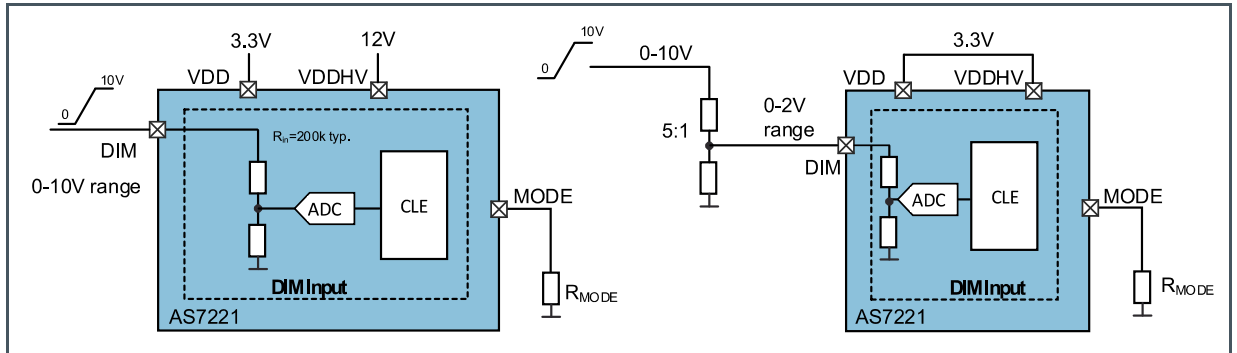 3.3V
12V
VDD
VDDHV
10V
0
DIM
0-10V range
Rin=200k typ.
ADC
CLE
DIM Input
AS7221
MODE
RMODE
10V
0
0-10V
5:1
0-2V
range
DIM
3.3V
VDD
VDDHV
ADC
CLE
DIM Input
AS7221
MODE
RMODE